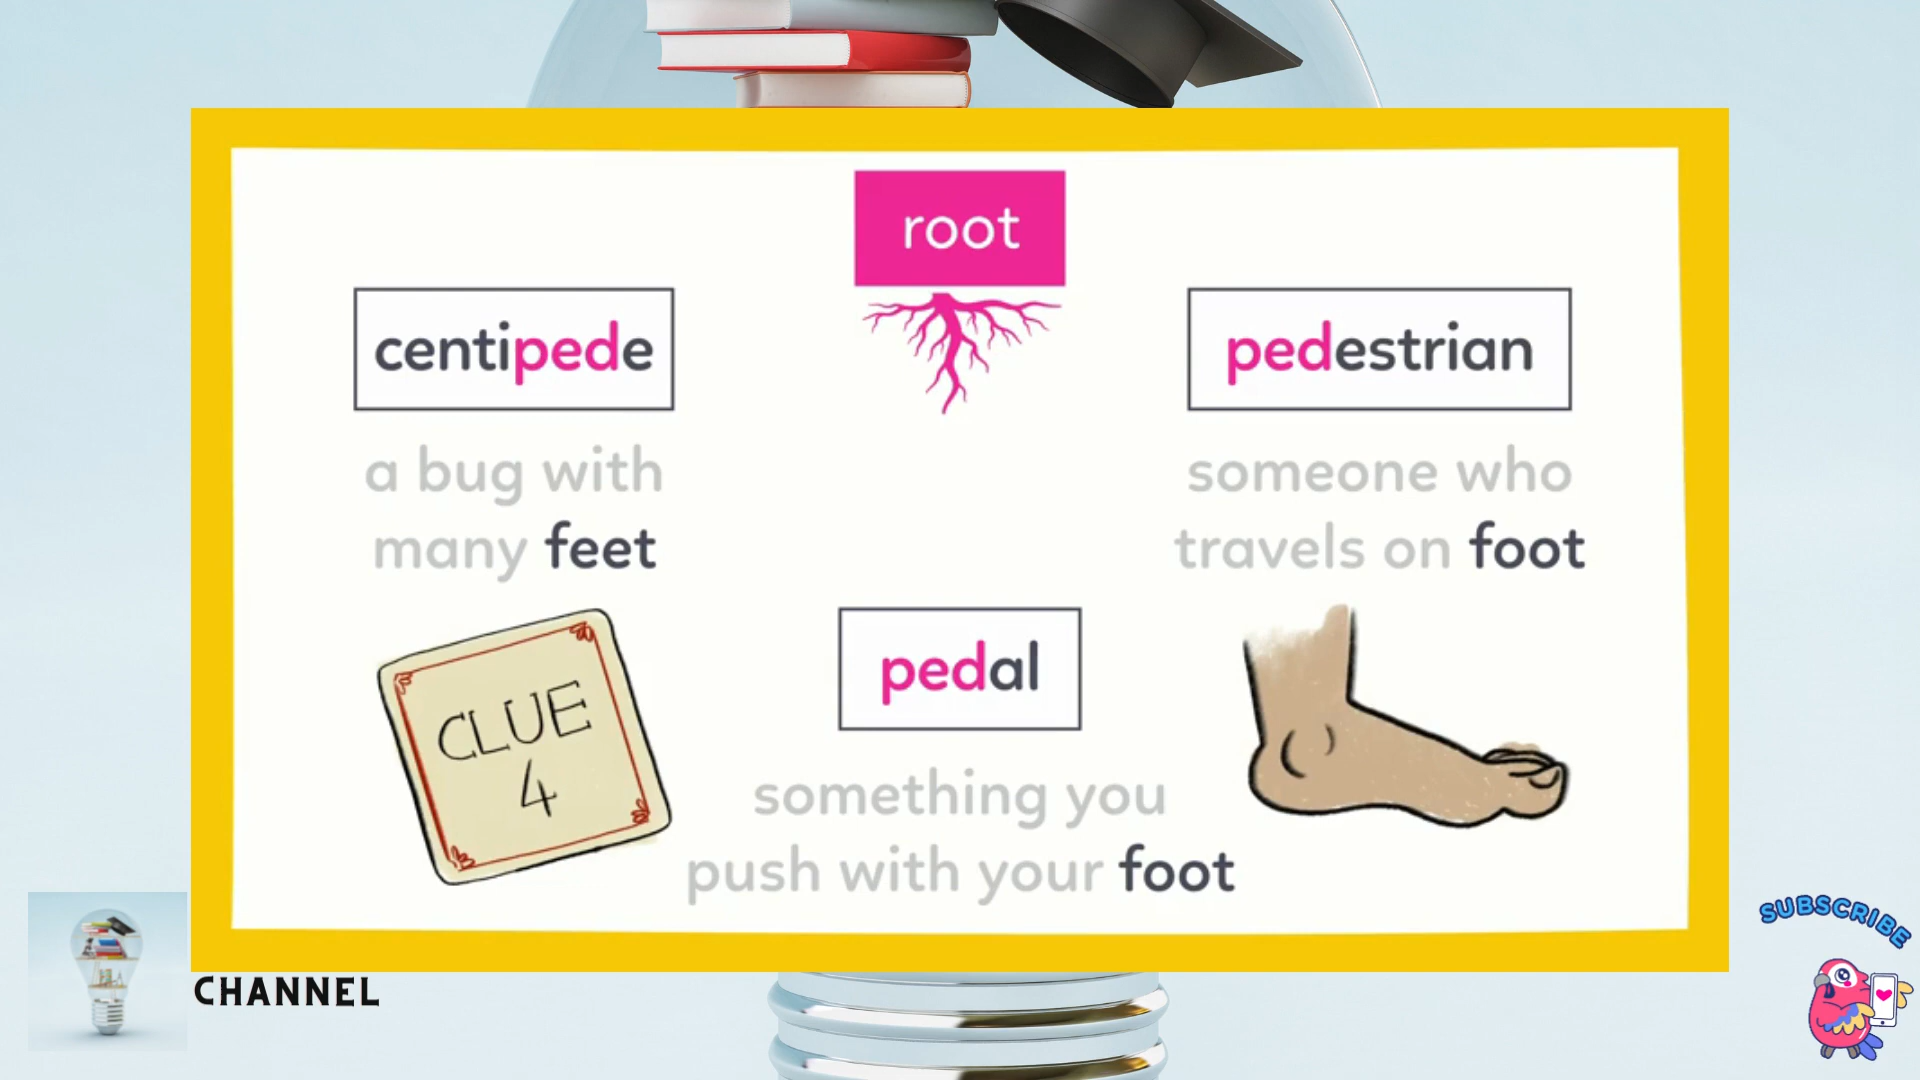 root
centipede
a bug with
many feet
pedestrian
someone who
travels on foot
CLUE
4
pedal
something you
push with your foot
CHANNEL
SUBSCRIBE